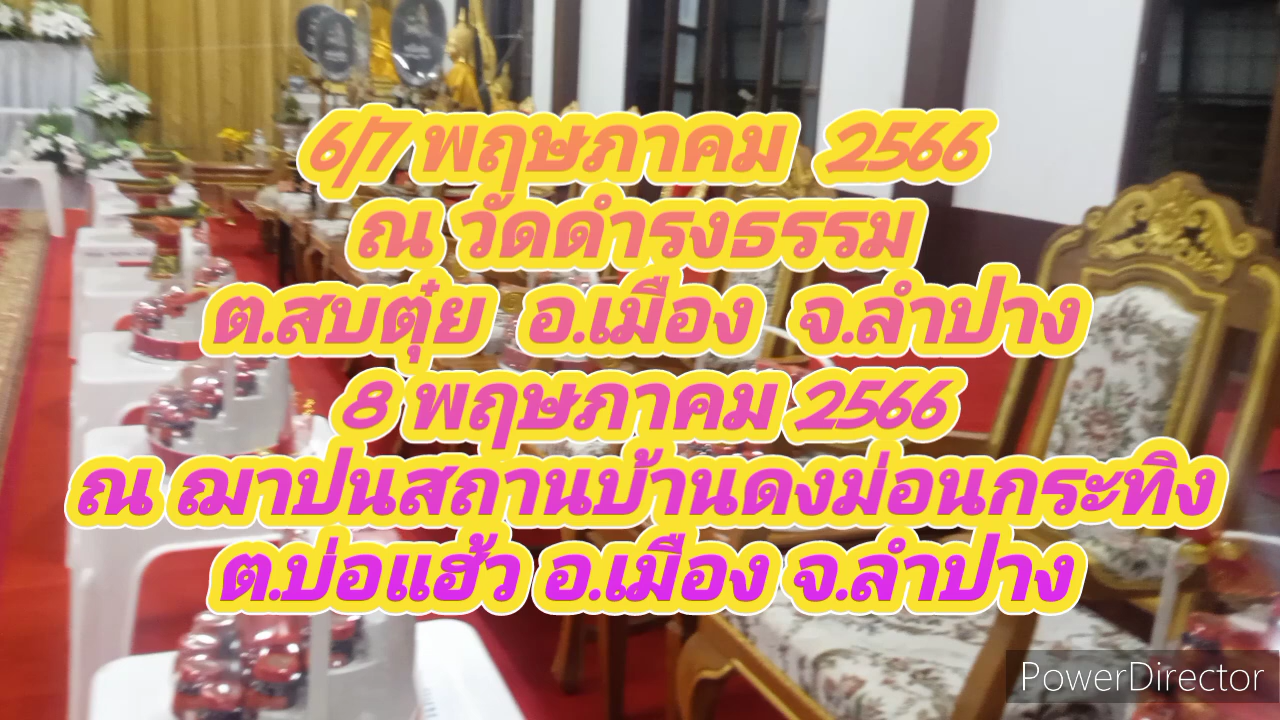 6/7 พฤษภาคม 2566
ณ วัดดำรงธรรม
ต.สบตุ๋ย อ.เมือง จ.ลำปาง
8 พฤษภาคม 2566
ณ ฌาปนสถานบ้านดงม่อนกระทิง
ต.บ่อแฮ้ว อ.เมือง จ.ลำปาง
PowerDirector